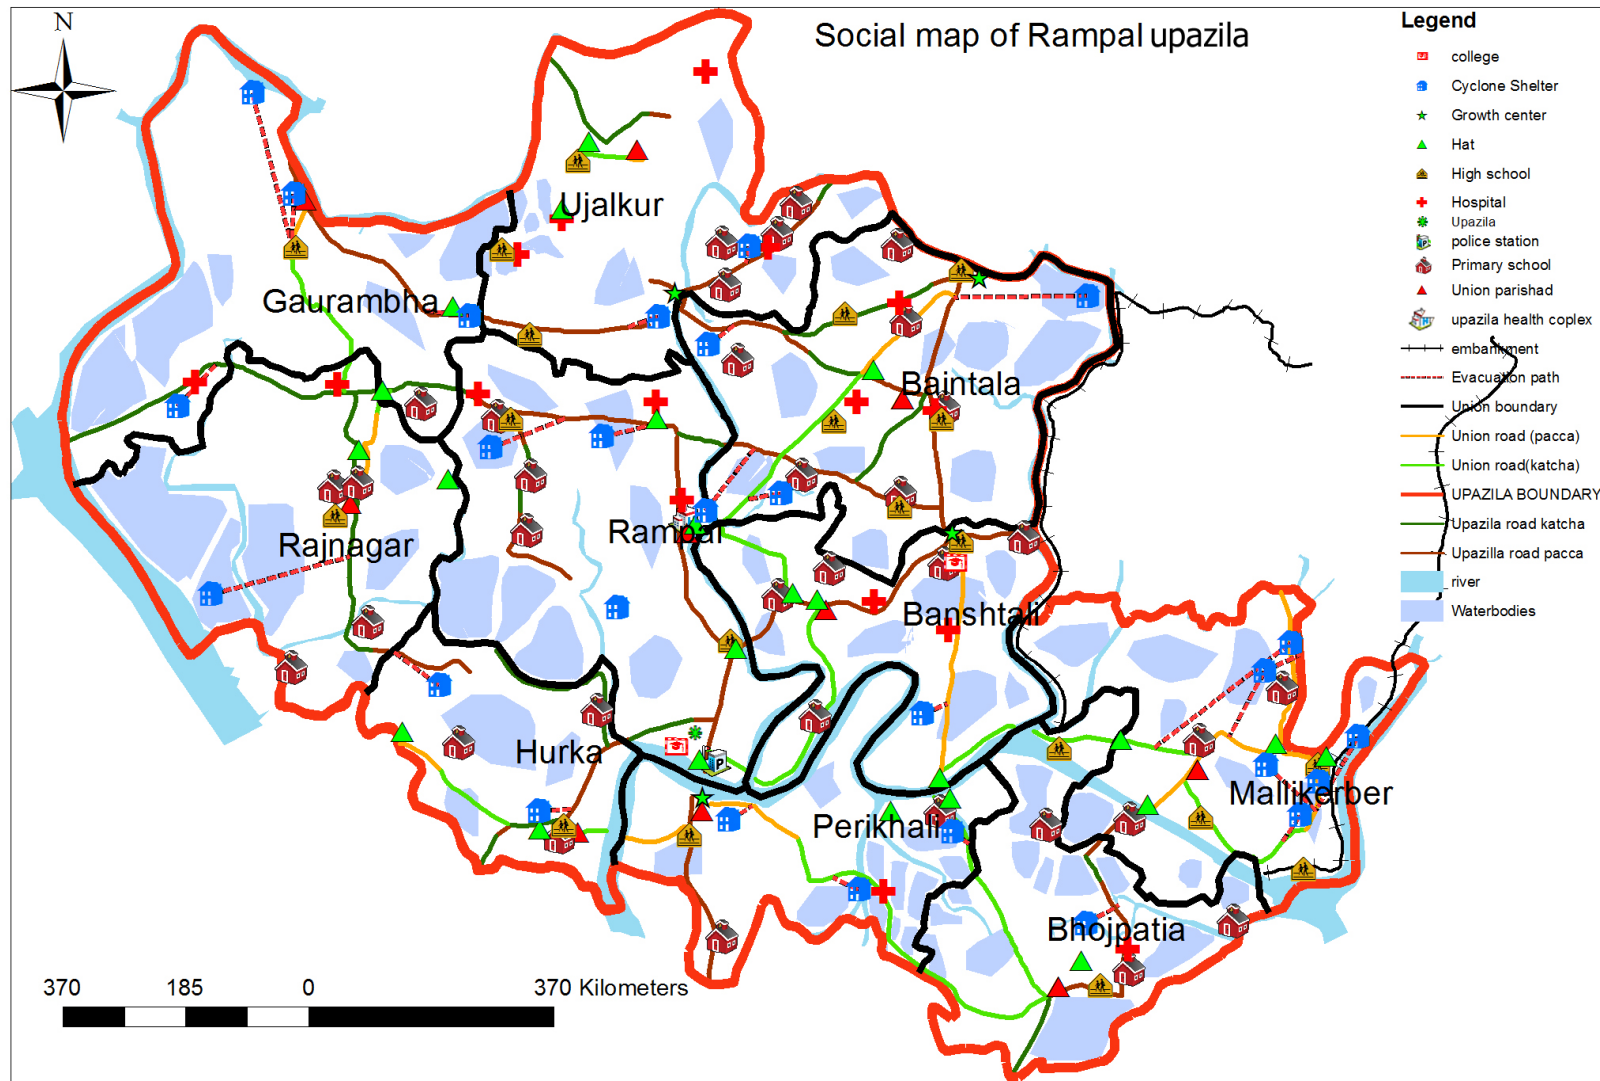 N
Social map of Rampal upazila
Ujalkur
Gaurambha
Baintala
Rampal
Rajnagar
Banshtali
Hurka
Mallikerber
Perikhali
Bhojpatia
370 185 0 370 Kilometers
Legend
college
Cyclone Shelter
Growth center
Hat
High school
Hospital
Upazila
police station
Primary school
Union parishad
upazila health coplex
embankment
Evacuation path
Union boundary
Union road (pacca)
Union road(katcha)
UPAZILA BOUNDARY
Upazila road katcha
Upazilla road pacca
river
Waterbodies